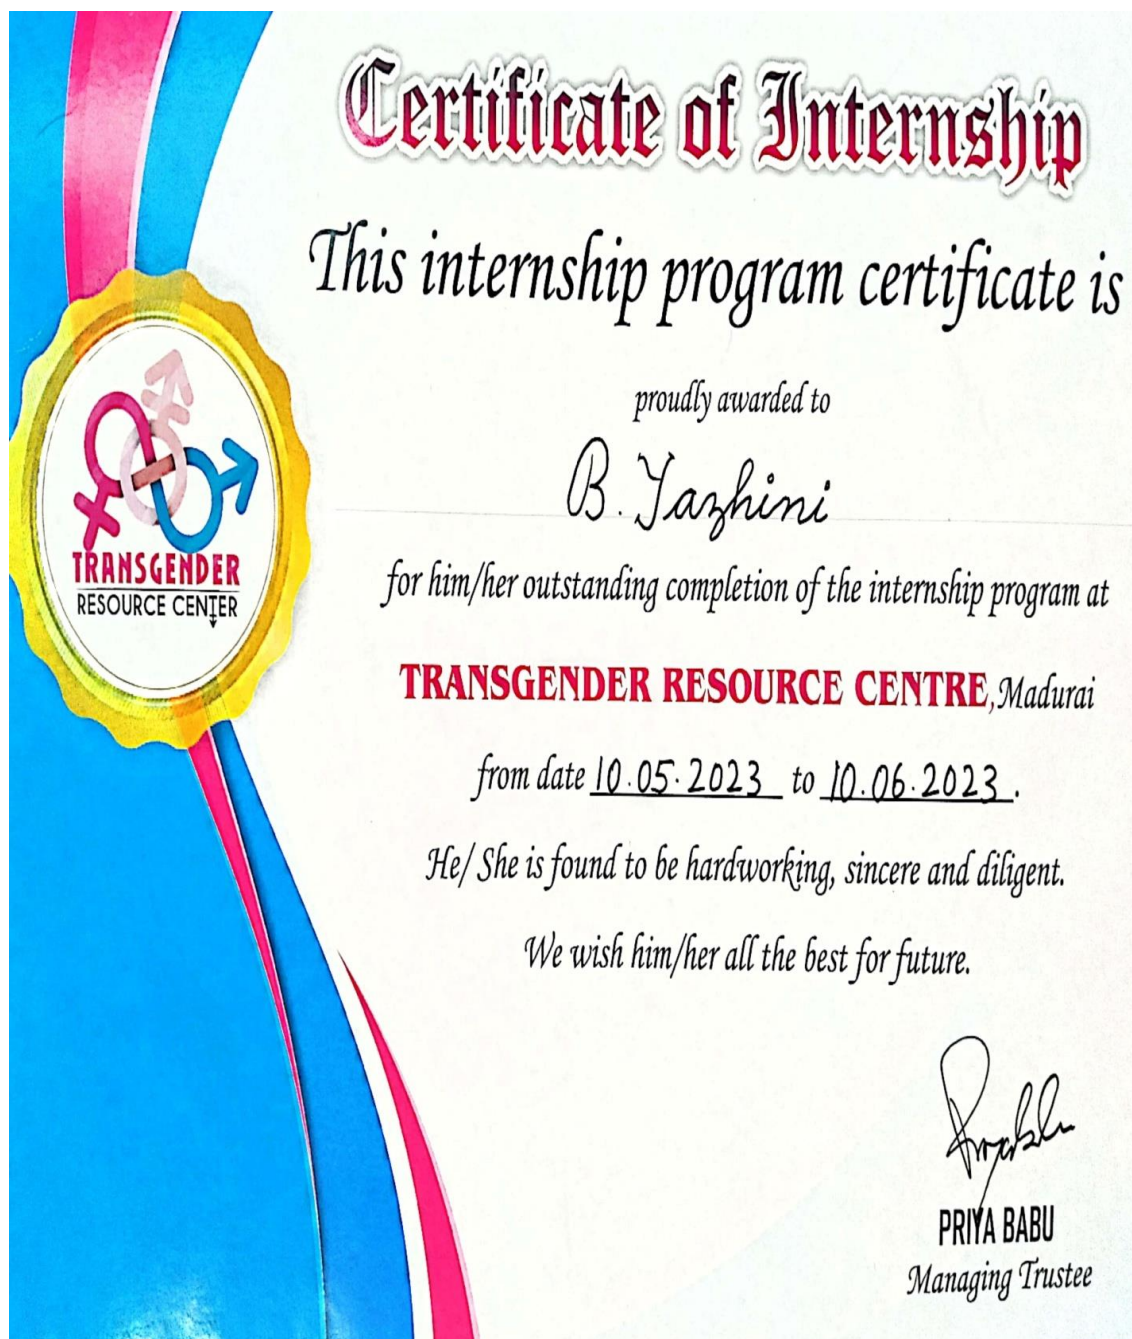 Certificate of Internship
This internship program certificate is
proudly awarded to
B. Yazhini
for him/her outstanding completion of the internship program at
TRANSGENDER RESOURCE CENTRE, Madurai
from date 10.05.2023 to 10.06.2023.
He/ She is found to be hardworking, sincere and diligent.
We wish him/her all the best for future.
TRANSGENDER
RESOURCE CENTER
PRIYA BABU
Managing Trustee